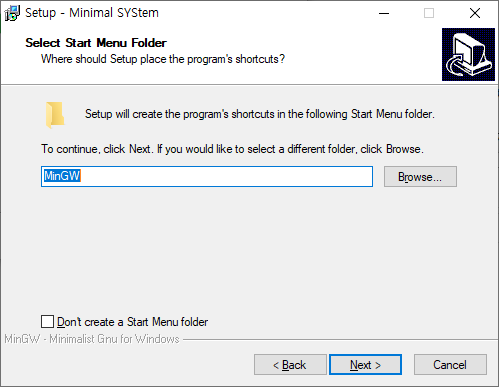 Setup - Minimal SYStem
Select Start Menu Folder
Where should Setup place the program's shortcuts?
Setup will create the program's shortcuts in the following Start Menu folder.
To continue, click Next. If you would like to select a different folder, click Browse.
MinGW
Browse...
Don't create a Start Menu folder
MinGW - Minimalist Gnu for Windows
< Back
Next >
Cancel